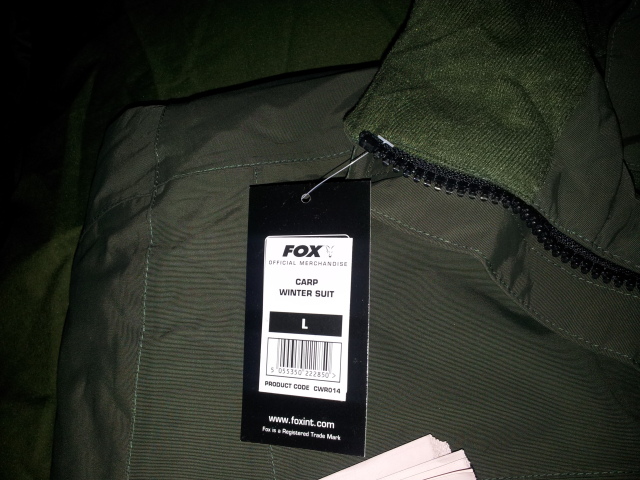 FOX
OFFICIAL MERCHANDISE
CARP
WINTER SUIT
L
5 055350 222850 >
PRODUCT CODE CWR014
www.foxint.com
Fox is a Registered Trade Mark